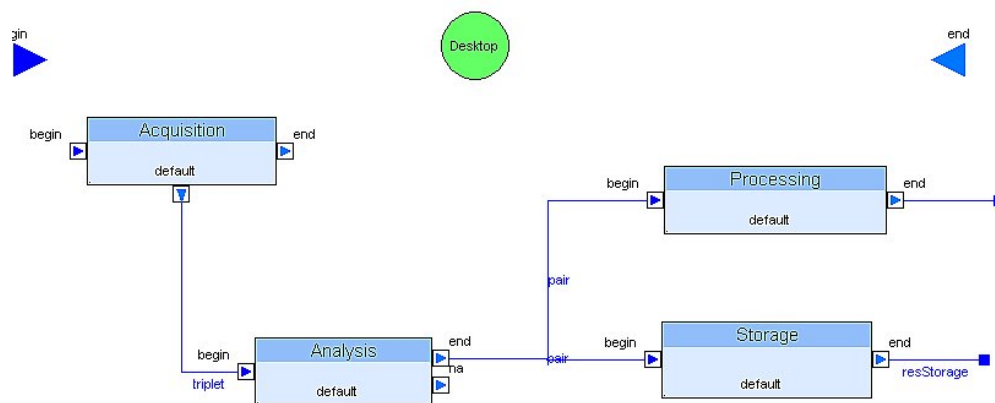 gin
Desktop
end
begin
Acquisition
end
default
begin
Processing
end
default
pair
begin
Analysis
end
na
default
triplet
pair
begin
Storage
end
default
resStorage